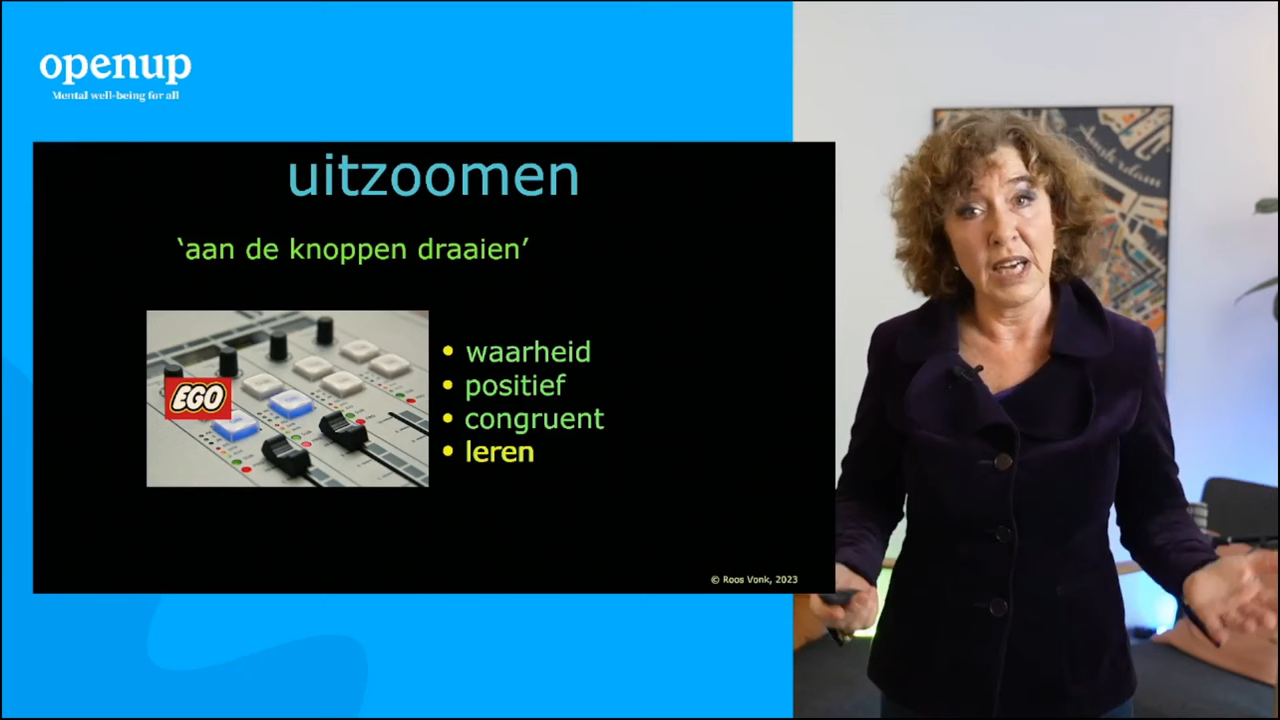 openup
Mental well-being for all
uitzoomen
‘aan de knoppen draaien’
EGO
• waarheid
• positief
• congruent
• leren
© Roos Vonk, 2023
Amsterdam